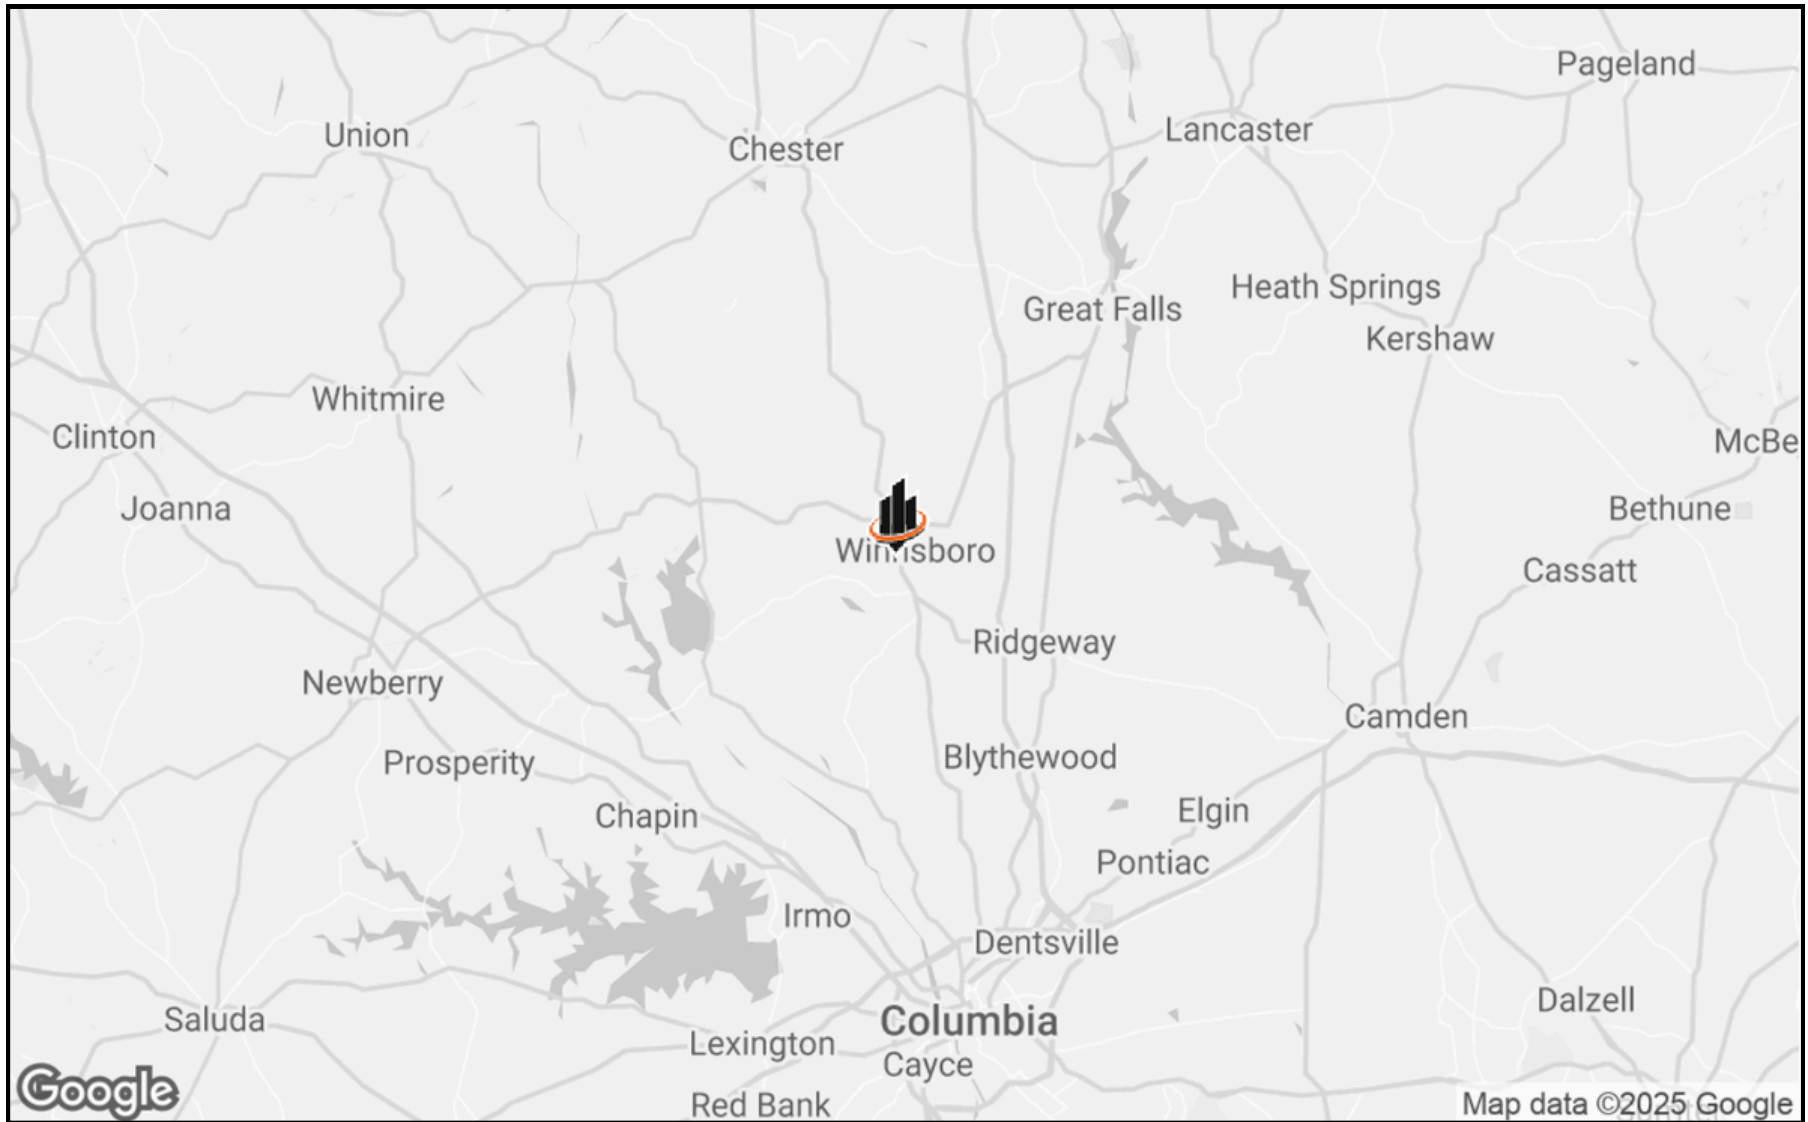 Pageland
Union
Lancaster
Chester
Heath Springs
Great Falls
Kershaw
Whitmire
Clinton
McBe
Joanna
Bethune
Winnsboro
Cassatt
Ridgeway
Newberry
Camden
Blythewood
Prosperity
Elgin
Chapin
Pontiac
Irmo
Dentsville
Dalzell
Saluda
Columbia
Lexington
Cayce
Google
Red Bank
Map data ©2025 Google